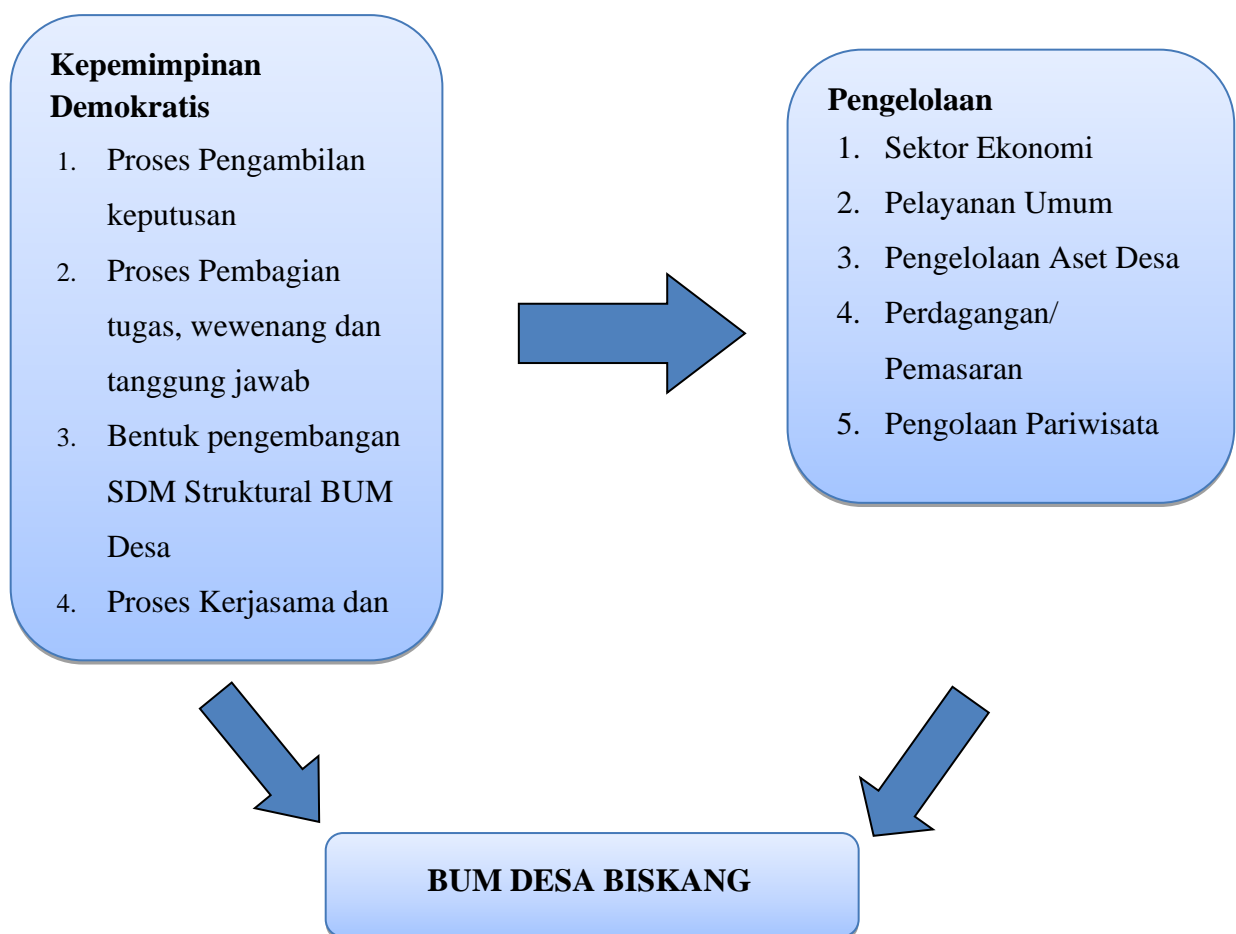 Kepemimpinan
Demokratis
1. Proses Pengambilan
keputusan
2. Proses Pembagian
tugas, wewenang dan
tanggung jawab
3. Bentuk pengembangan
SDM Struktural BUM
Desa
4. Proses Kerjasama dan
Pengelolaan
1. Sektor Ekonomi
2. Pelayanan Umum
3. Pengelolaan Aset Desa
4. Perdagangan/
Pemasaran
5. Pengolaan Pariwisata
BUM DESA BISKANG